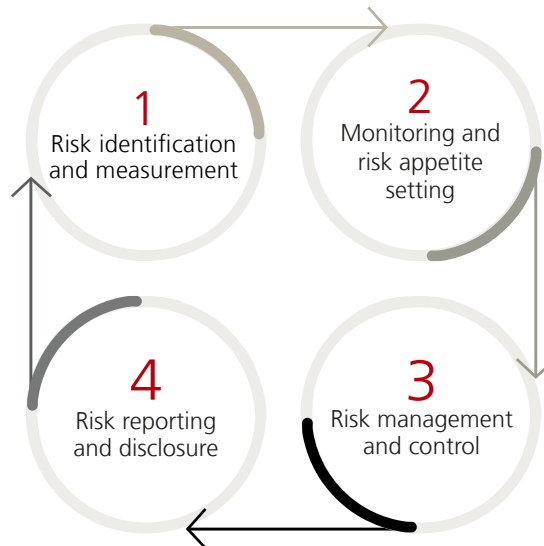 1
Risk identification
and measurement
2
Monitoring and
risk appetite
setting
3
Risk management
and control
4
Risk reporting
and disclosure